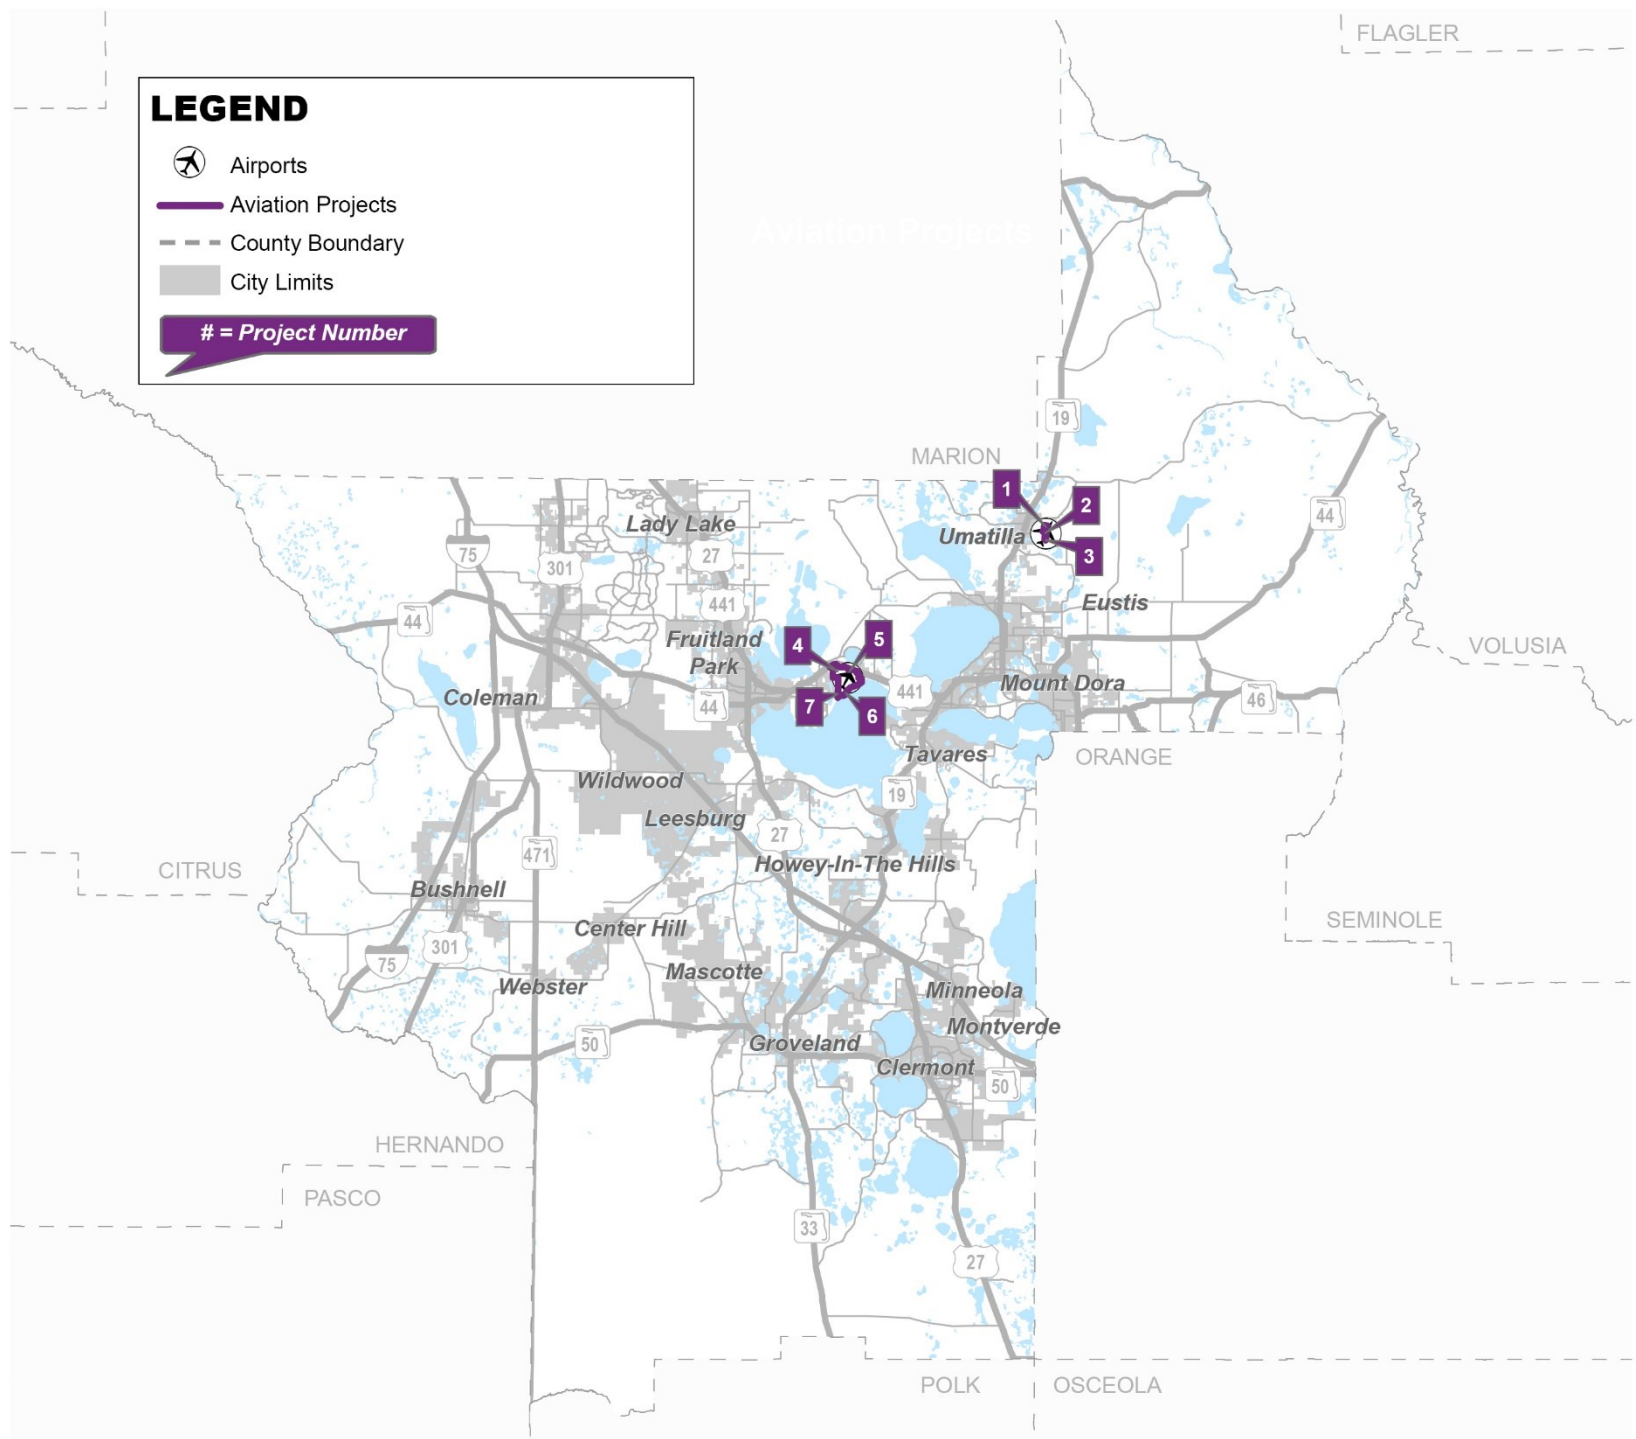 FLAGLER
LEGEND
Airports
Aviation Projects
County Boundary
City Limits
# = Project Number
Aviation Projects
19
MARION
1
2
44
Lady Lake
Umatilla
75
27
3
301
441
Eustis
44
Fruitland
Park
4
5
VOLUSIA
Coleman
44
441
Mount Dora
46
7
6
Tavares
ORANGE
Wildwood
19
Leesburg
27
471
Howey-In-The Hills
CITRUS
Bushnell
Center Hill
SEMINOLE
301
75
Mascotte
Webster
Minneola
Montverde
50
Groveland
Clermont
50
HERNANDO
PASCO
33
27
POLK
OSCEOLA